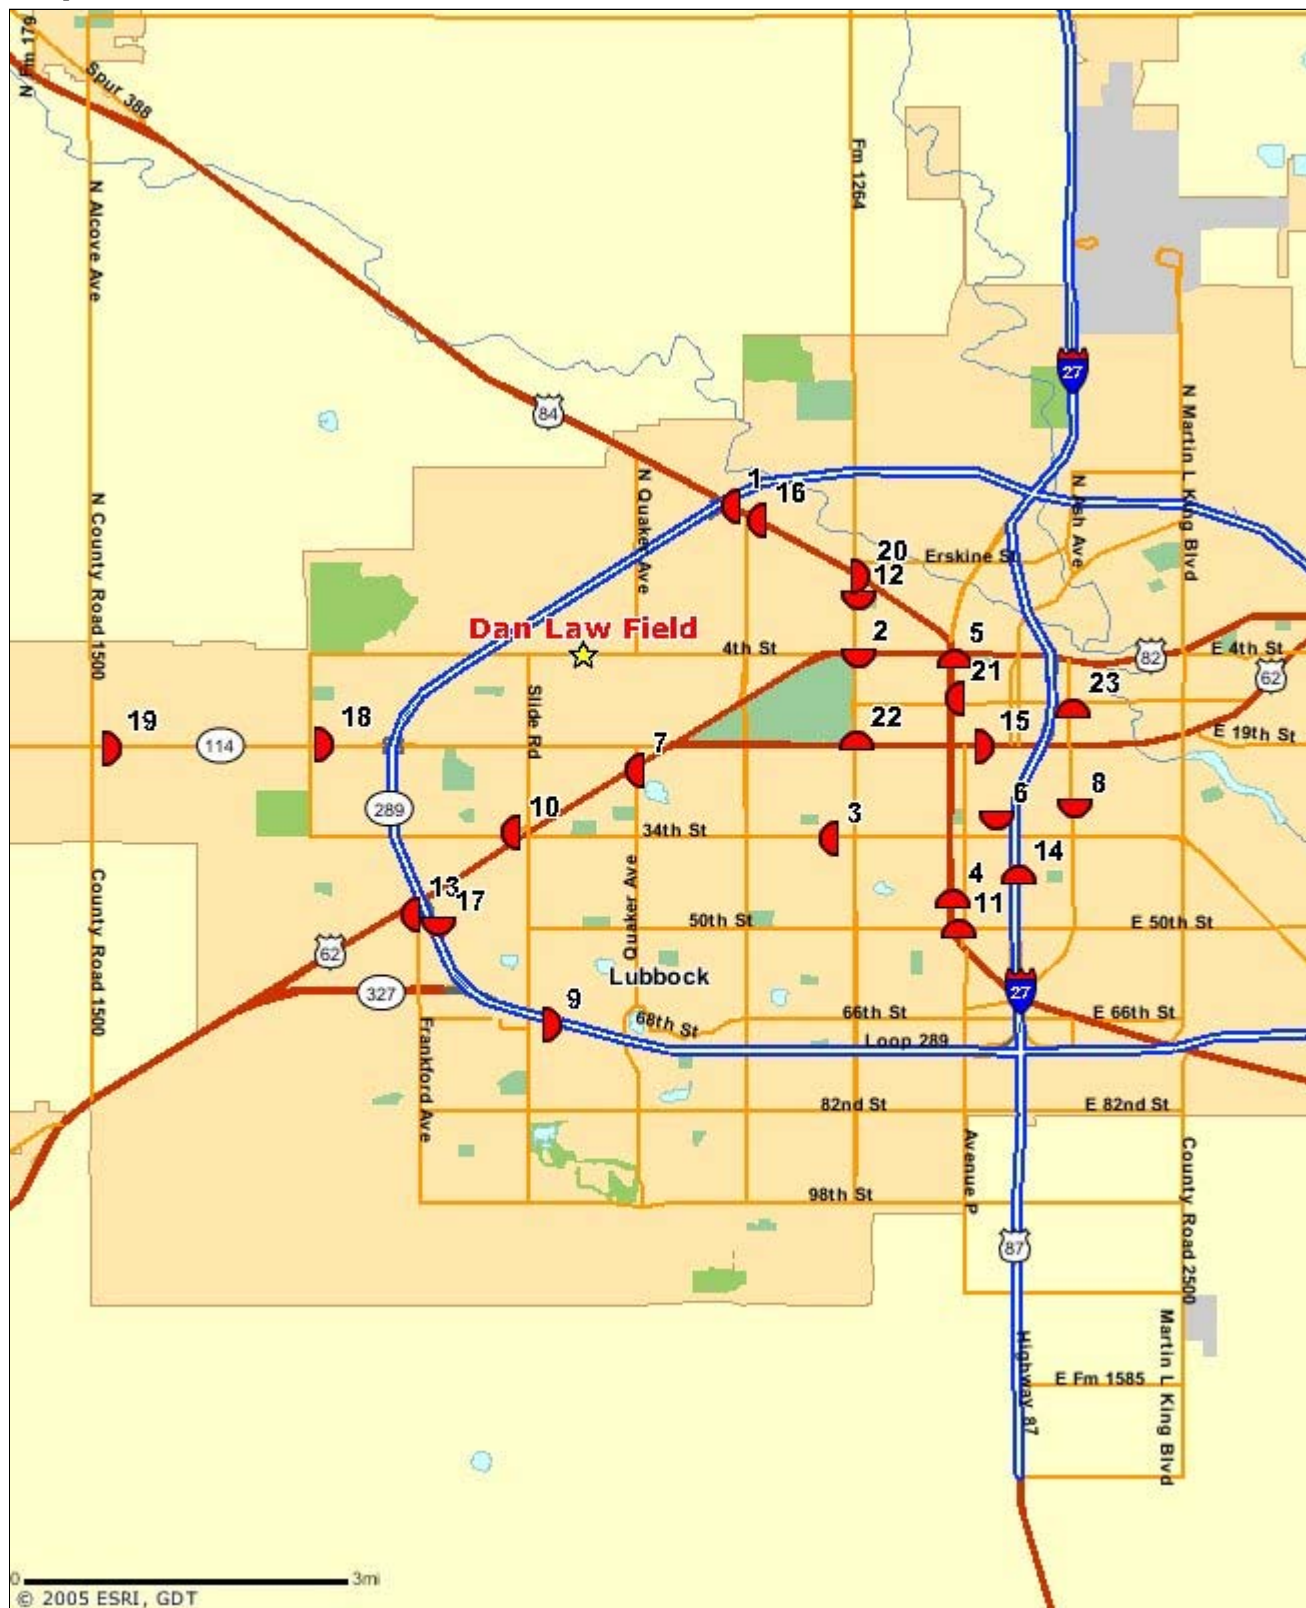 N Fm 179
Spur 388
N Alcove Ave
Fm 1264
27
84
N Martin L King Blvd
N Quaker Ave
N Ash Ave
1
16
N County Road 1500
20
Erskine St
12
Dan Law Field
4th St
2
5
82
E 4th St
62
21
23
Slide Rd
19
114
18
7
22
15
E 19th St
289
10
34th St
3
6
8
14
13
17
4
11
County Road 1500
Quaker Ave
50th St
E 50th St
62
327
Lubbock
27
9
68th St
66th St
E 66th St
Loop 289
Frankford Ave
82nd St
E 82nd St
Avenue P
98th St
County Road 2500
87
Highway 87
E Fm 1585
Martin L King Blvd
0
3mi
© 2005 ESRI, GDT